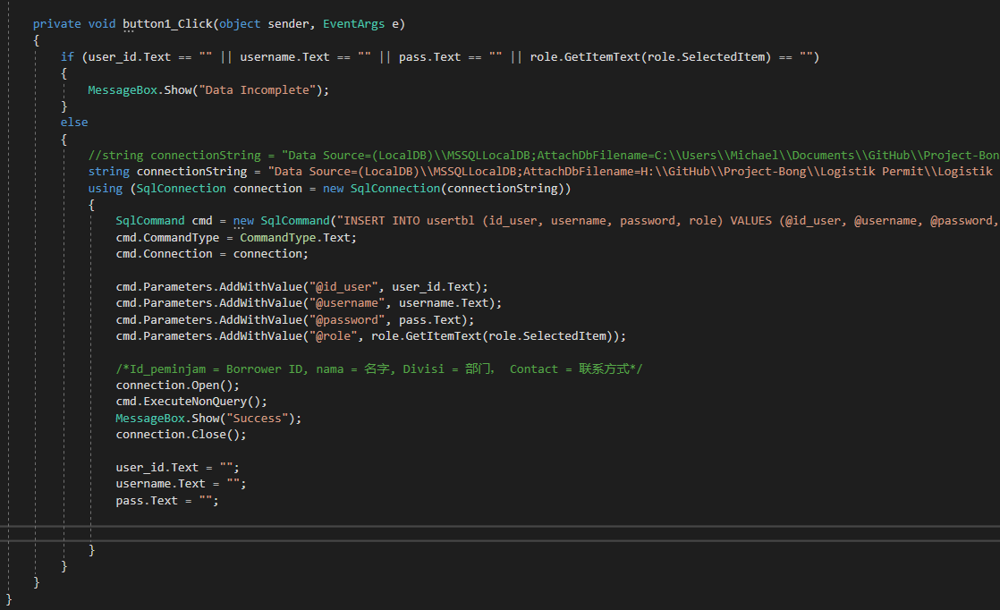 private void button1_Click(object sender, EventArgs e)
{
if (user_id.Text == "" || username.Text == "" || pass.Text == "" || role.GetItemText(role.SelectedItem) == "")
{
MessageBox.Show("Data Incomplete");
}
else
{
//string connectionString = "Data Source=(LocalDB)\\MSSQLLocalDB;AttachDbFilename=C:\\Users\\Michael\\Documents\\GitHub\\Project-Bon
string connectionString = "Data Source=(LocalDB)\\MSSQLLocalDB;AttachDbFilename=H:\\GitHub\\Project-Bong\\Logistik Permit\\Logistik
using (SqlConnection connection = new SqlConnection(connectionString))
{
SqlCommand cmd = new SqlCommand("INSERT INTO usertbl (id_user, username, password, role) VALUES (@id_user, @username, @password,
cmd.CommandType = CommandType.Text;
cmd.Connection = connection;
cmd.Parameters.AddWithValue("@id_user", user_id.Text);
cmd.Parameters.AddWithValue("@username", username.Text);
cmd.Parameters.AddWithValue("@password", pass.Text);
cmd.Parameters.AddWithValue("@role", role.GetItemText(role.SelectedItem));
/*Id_peminjam = Borrower ID, nama = 名字, Divisi = 部门， Contact = 联系方式*/
connection.Open();
cmd.ExecuteNonQuery();
MessageBox.Show("Success");
connection.Close();
user_id.Text = "";
username.Text = "";
pass.Text = "";
}
}
}
}